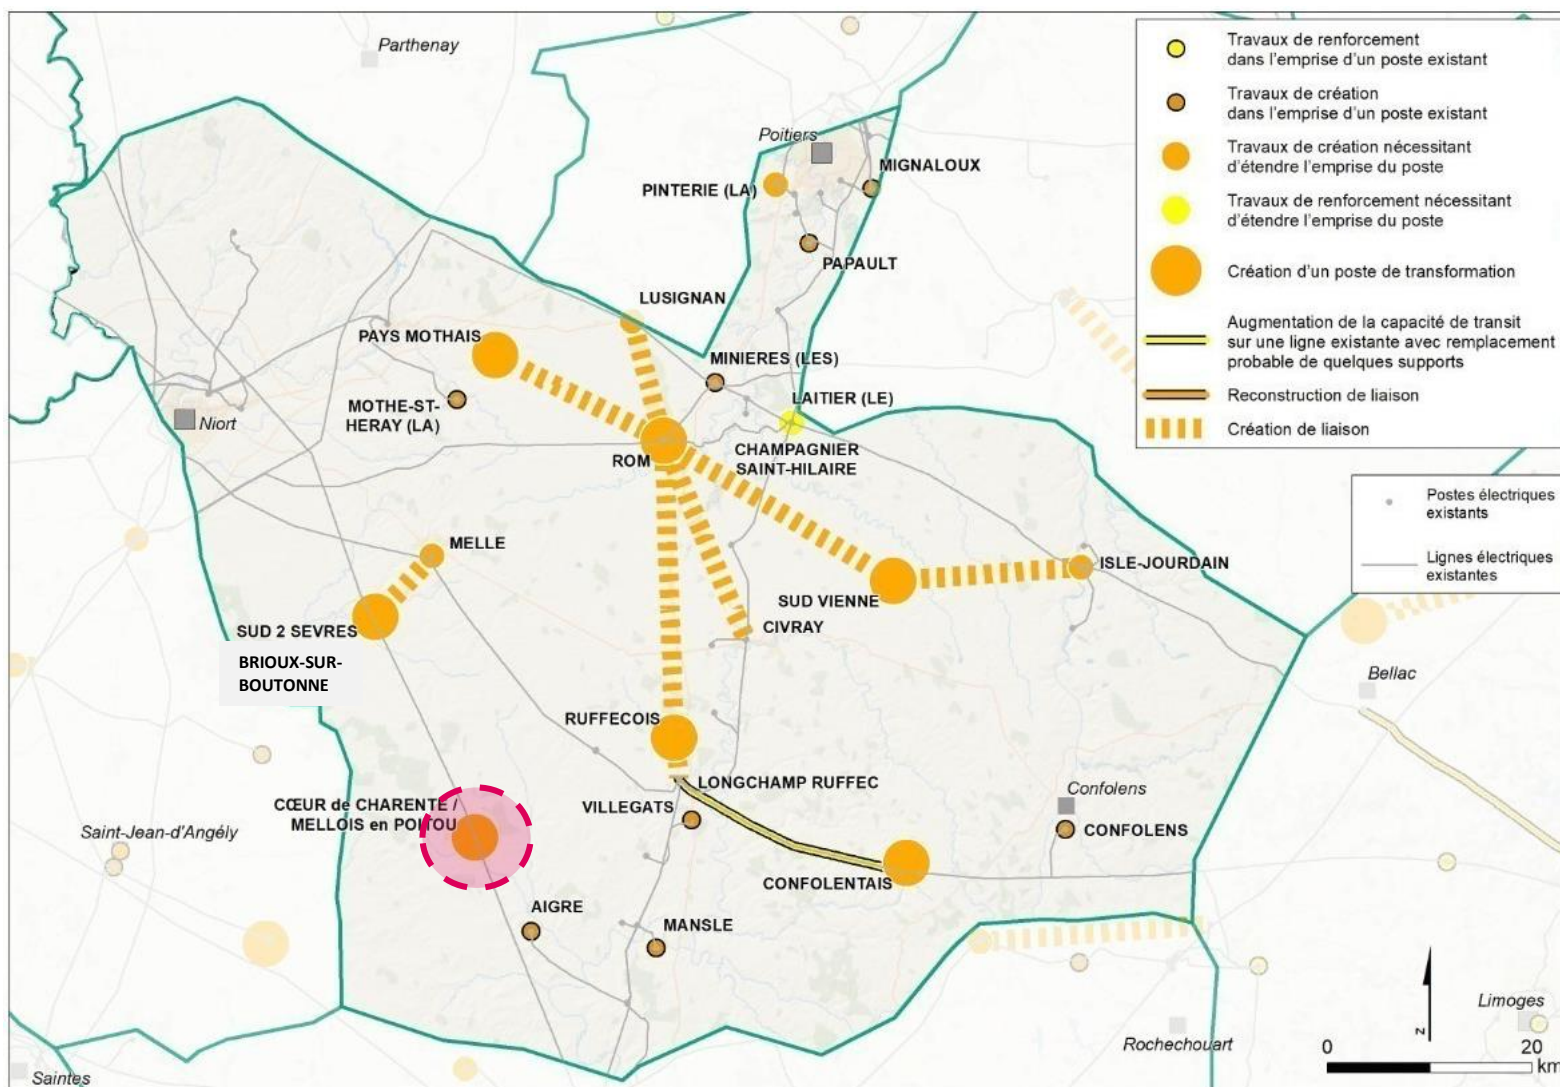 Parthenay
Poitiers
MIGNALOUX
PINTERIE (LA)
PAPAULT
LUSIGNAN
PAYS MOTHAIS
MINIERES (LES)
MOTHE-ST-
HERAY (LA)
LAITIER (LE)
Niort
ROM
CHAMPAGNIER
SAINT-HILAIRE
MELLE
ISLE-JOURDAIN
SUD VIENNE
SUD 2 SEVRES
CIVRAY
BRIOUX-SUR-
BOUTONNE
Bellac
RUFFECOIS
LONGCHAMP RUFFEC
Confolens
CŒUR de CHARENTE /
MELLOIS en POITOU
VILLEGATS
Saint-Jean-d'Angély
CONFOLENS
CONFOLENTAIS
AIGRE
MANSLE
Limoges
Rochechouart
Saintes
Travaux de renforcement
dans l'emprise d'un poste existant
Travaux de création
dans l'emprise d'un poste existant
Travaux de création nécessitant
d'étendre l'emprise du poste
Travaux de renforcement nécessitant
d'étendre l'emprise du poste
Création d'un poste de transformation
Augmentation de la capacité de transit
sur une ligne existante avec remplacement
probable de quelques supports
Reconstruction de liaison
Création de liaison
Postes électriques
existants
Lignes électriques
existantes
N
0 20
km